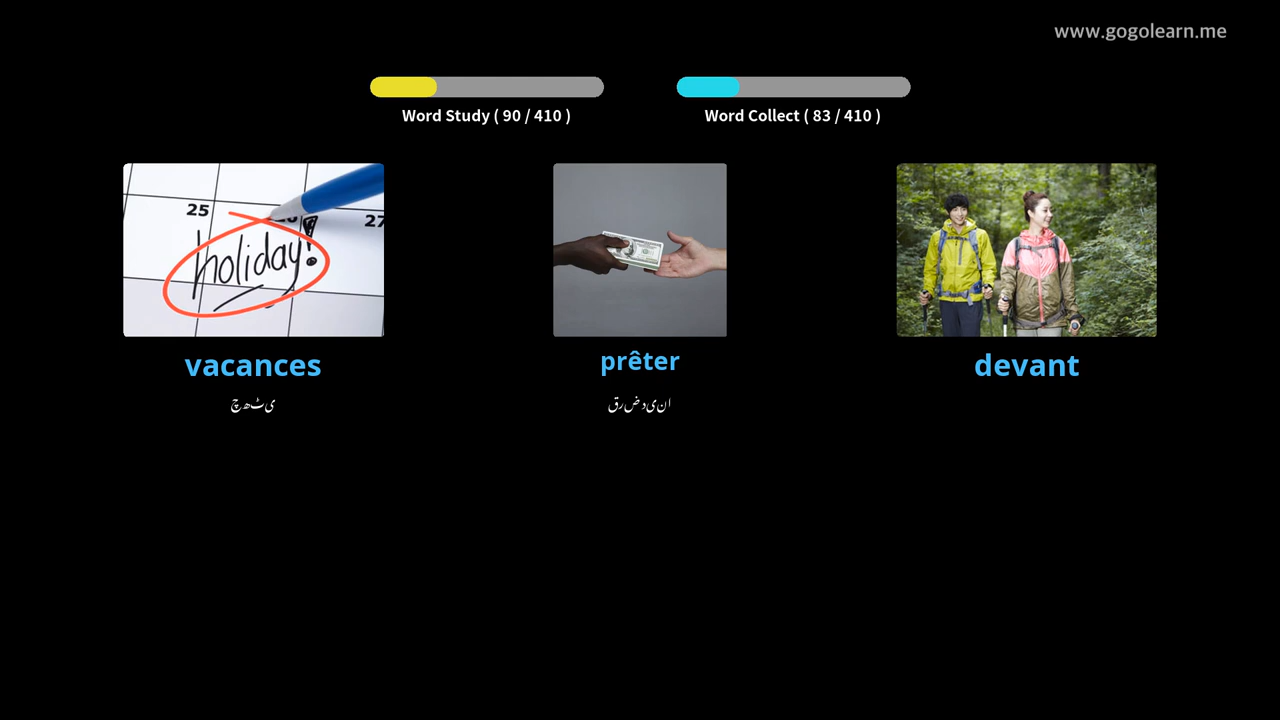 www.gogolearn.me
Word Study ( 90 / 410 )
Word Collect ( 83 / 410 )
25
27
holiday!
vacances
prêter
devant
چھٹی
قرض دینا